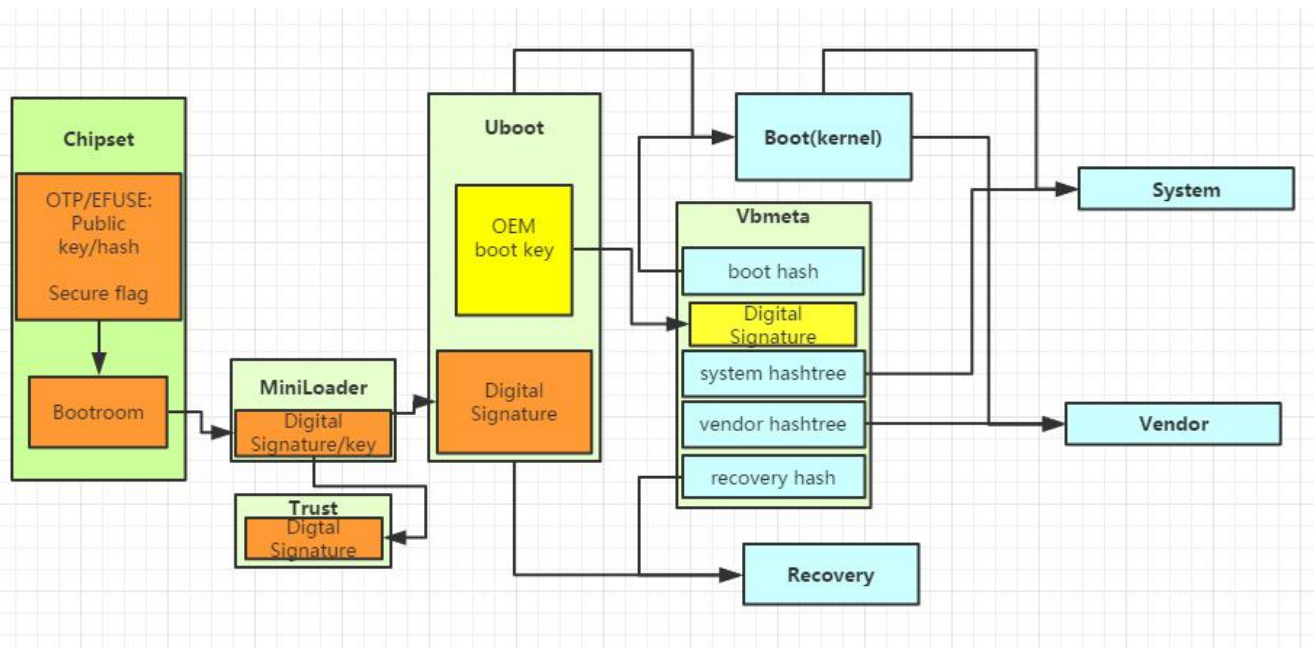 Chipset
OTP/EFUSE:
Public
key/hash
Secure flag
Bootroom
MiniLoader
Digital
Signature/key
Trust
Digtal
Signature
Uboot
OEM
boot key
Digital
Signature
Boot(kernel)
Vbmeta
boot hash
Digital
Signature
system hashtree
vendor hashtree
recovery hash
System
Vendor
Recovery